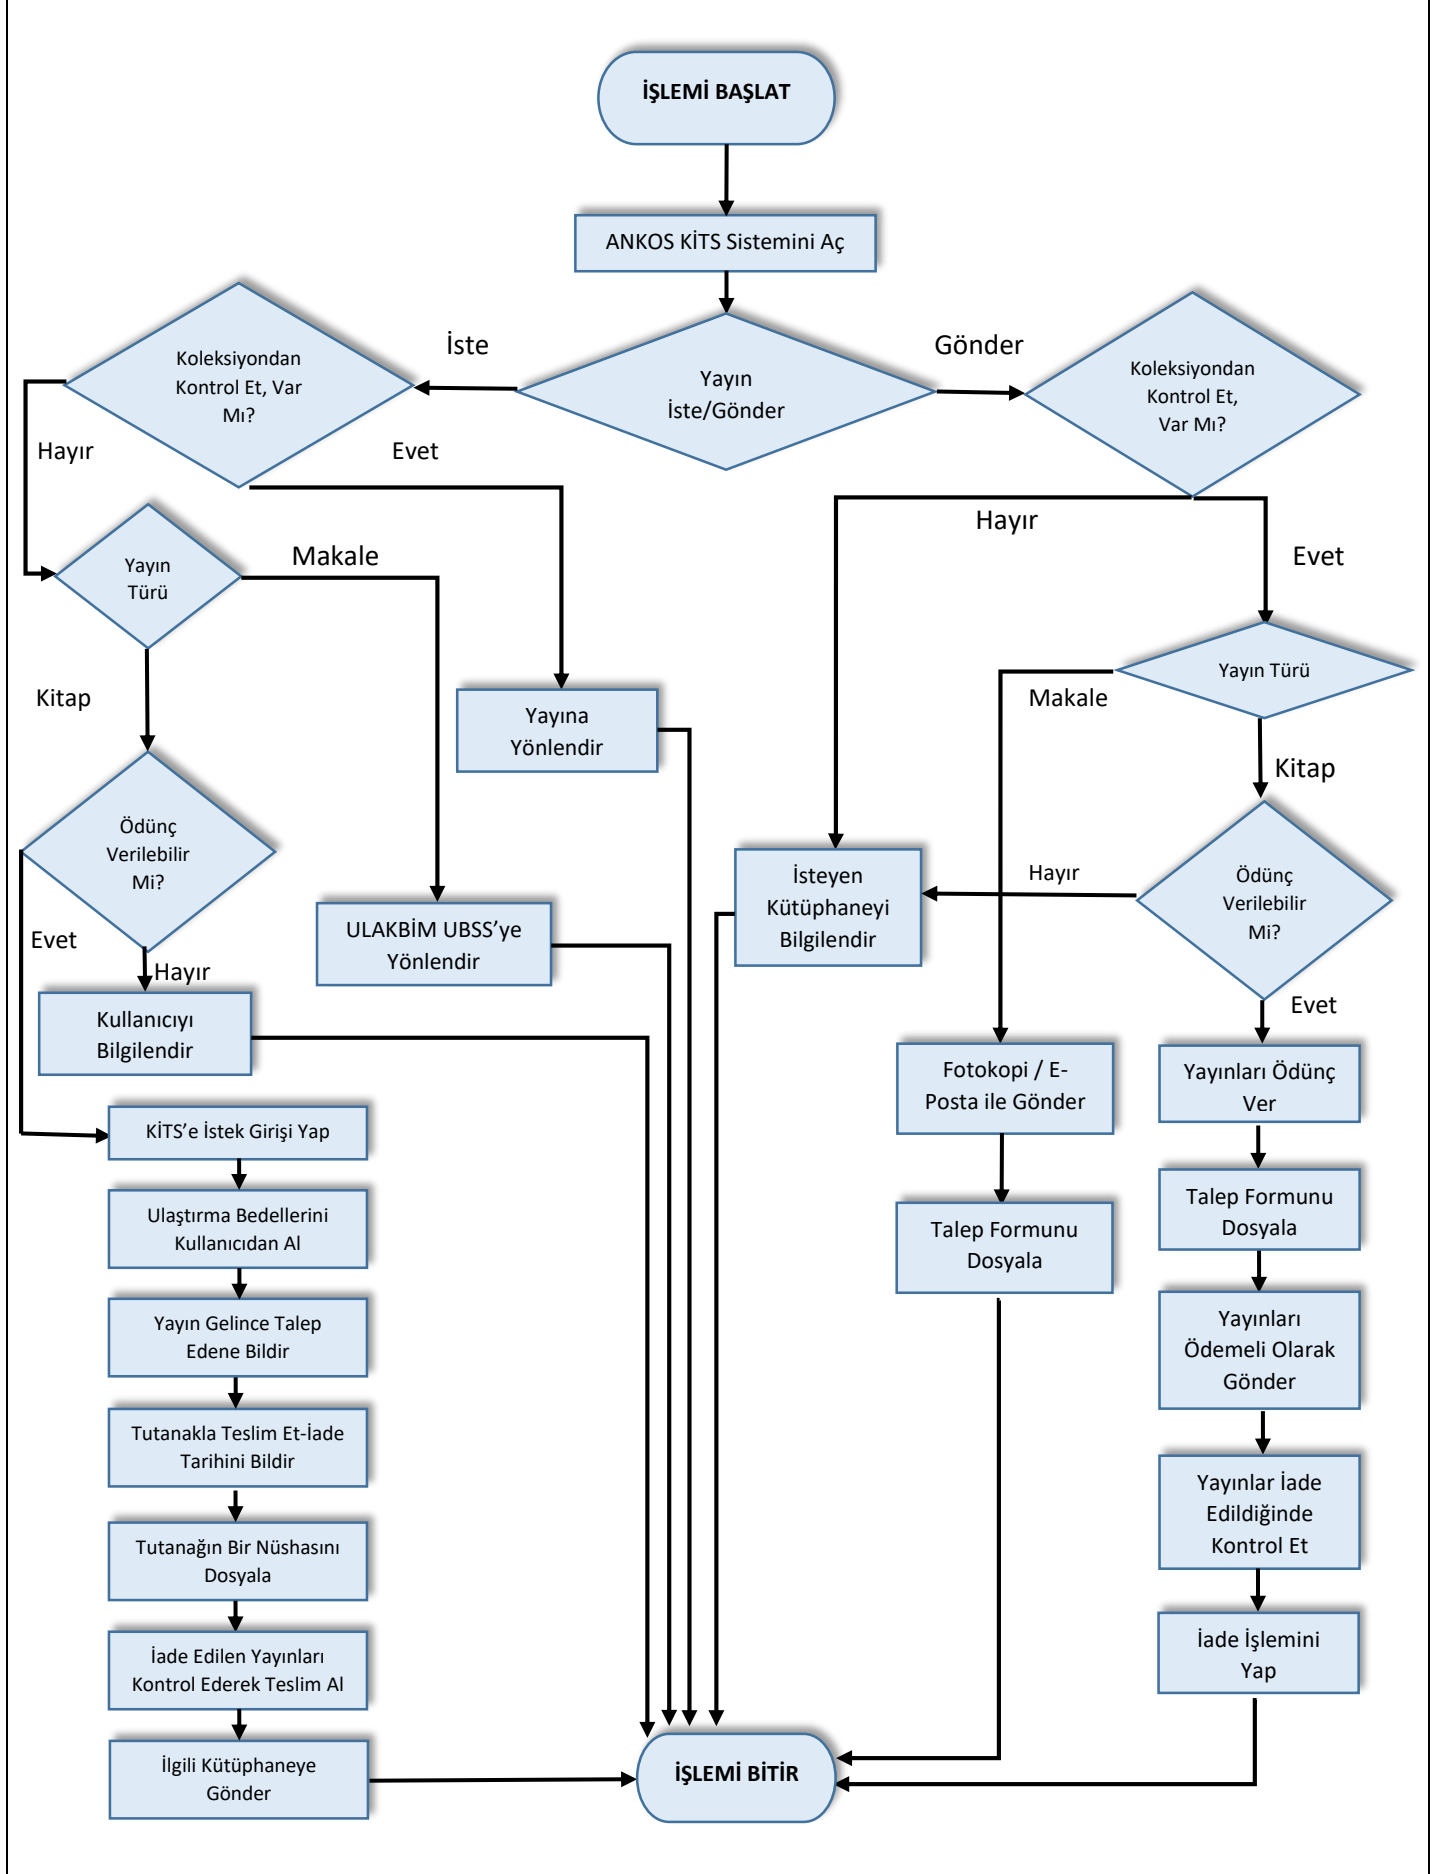 İŞLEMİ BAŞLAT
ANKOS KİTS Sistemini Aç
Yayın
İste/Gönder
İste
Gönder
Koleksiyondan
Kontrol Et, Var
Mı?
Hayır
Evet
Koleksiyondan
Kontrol Et,
Var Mı?
Hayır
Evet
Yayın
Türü
Makale
Kitap
Yayına
Yönlendir
Yayın Türü
Makale
Kitap
Ödünç
Verilebilir
Mi?
Evet
Hayır
ULAKBİM UBSS’ye
Yönlendir
İsteyen
Kütüphaneyi
Bilgilendir
Hayır
Ödünç
Verilebilir
Mi?
Evet
Kullanıcıyı
Bilgilendir
Fotokopi / E-
Posta ile Gönder
Yayınları Ödünç
Ver
KİTS’e İstek Girişi Yap
Ulaştırma Bedellerini
Kullanıcıdan Al
Talep Formunu
Dosyala
Talep Formunu
Dosyala
Yayın Gelince Talep
Edene Bildir
Yayınları
Ödemeli Olarak
Gönder
Tutanakla Teslim Et-İade
Tarihini Bildir
Yayınlar İade
Edildiğinde
Kontrol Et
Tutanağın Bir Nüshasını
Dosyala
İade Edilen Yayınları
Kontrol Ederek Teslim Al
İade İşlemini
Yap
İlgili Kütüphaneye
Gönder
İŞLEMİ BİTİR